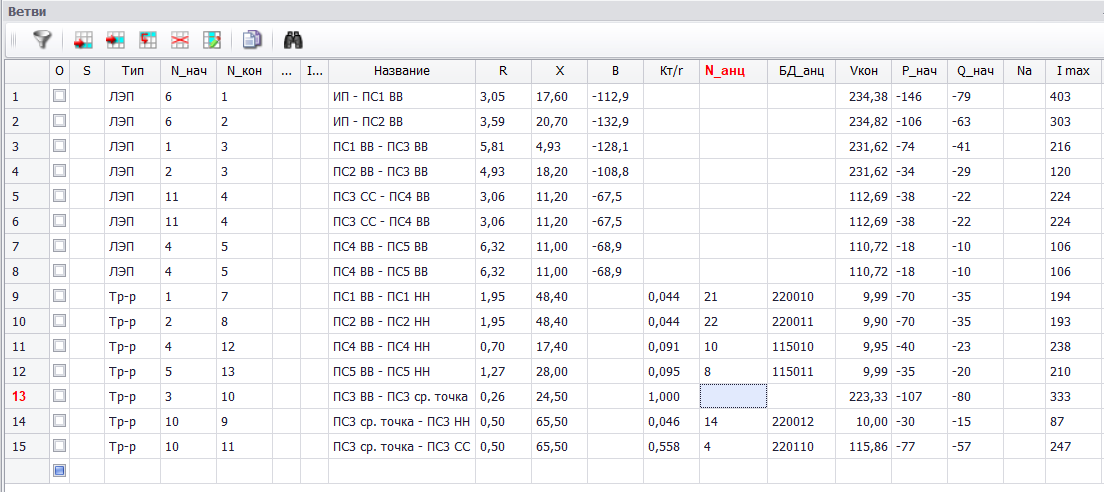 Ветви
O S Тип N_нач N_кон ... I... Название R X B Кт/r N_анц БД_анц Vкон P_нач Q_нач Na I max
1 ЛЭП 6 1 ИП - ПС1 ВВ 3,05 17,60 -112,9 234,38 -146 -79 403
2 ЛЭП 6 2 ИП - ПС2 ВВ 3,59 20,70 -132,9 234,82 -106 -63 303
3 ЛЭП 1 3 ПС1 ВВ - ПС3 ВВ 5,81 4,93 -128,1 231,62 -74 -41 216
4 ЛЭП 2 3 ПС2 ВВ - ПС3 ВВ 4,93 18,20 -108,8 231,62 -34 -29 120
5 ЛЭП 11 4 ПС3 СС - ПС4 ВВ 3,06 11,20 -67,5 112,69 -38 -22 224
6 ЛЭП 11 4 ПС3 СС - ПС4 ВВ 3,06 11,20 -67,5 112,69 -38 -22 224
7 ЛЭП 4 5 ПС4 ВВ - ПС5 ВВ 6,32 11,00 -68,9 110,72 -18 -10 106
8 ЛЭП 4 5 ПС4 ВВ - ПС5 ВВ 6,32 11,00 -68,9 110,72 -18 -10 106
9 Тр-р 1 7 ПС1 ВВ - ПС1 НН 1,95 48,40 0,044 21 220010 9,99 -70 -35 194
10 Тр-р 2 8 ПС2 ВВ - ПС2 НН 1,95 48,40 0,044 22 220011 9,90 -70 -35 193
11 Тр-р 4 12 ПС4 ВВ - ПС4 НН 0,70 17,40 0,091 10 115010 9,95 -40 -23 238
12 Тр-р 5 13 ПС5 ВВ - ПС5 НН 1,27 28,00 0,095 8 115011 9,99 -35 -20 210
13 Тр-р 3 10 ПС3 ВВ - ПС3 ср. точка 0,26 24,50 1,000 223,33 -107 -80 333
14 Тр-р 10 9 ПС3 ср. точка - ПС3 НН 0,50 65,50 0,046 14 220012 10,00 -30 -15 87
15 Тр-р 10 11 ПС3 ср. точка - ПС3 СС 0,50 65,50 0,558 4 220110 115,86 -77 -57 247